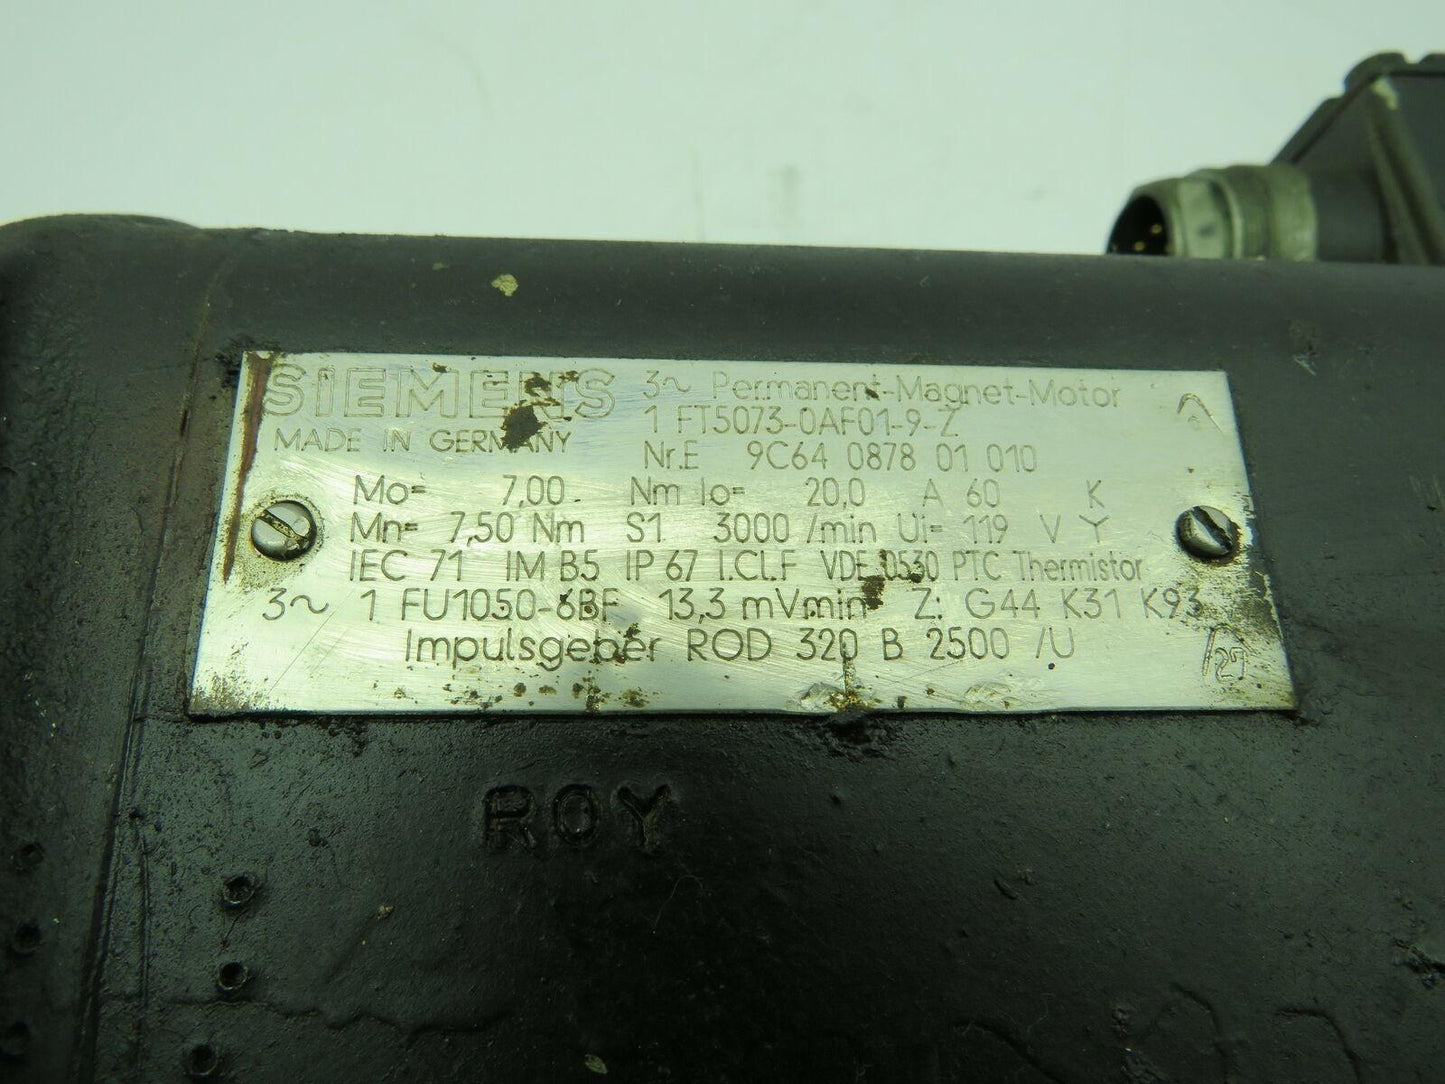 SIEMENS 3~ Permanent-Magnet-Motor
1 FT5073-0AF01-9-Z
MADE IN GERMANY
Nr.E 9C64 0878 01 010
Mo= 7,00 Nm Io= 20,0 A 60 K
Mn= 7,50 Nm S1 3000 /min Ui= 119 V Y
IEC 71 IM B5 IP 67 I.CL.F VDE 0530 PTC Thermistor
3~ 1 FU1050-6BF 13,3 mVmin Z: G44 K31 K93
Impulsgeber ROD 320 B 2500 /U
27
ROY